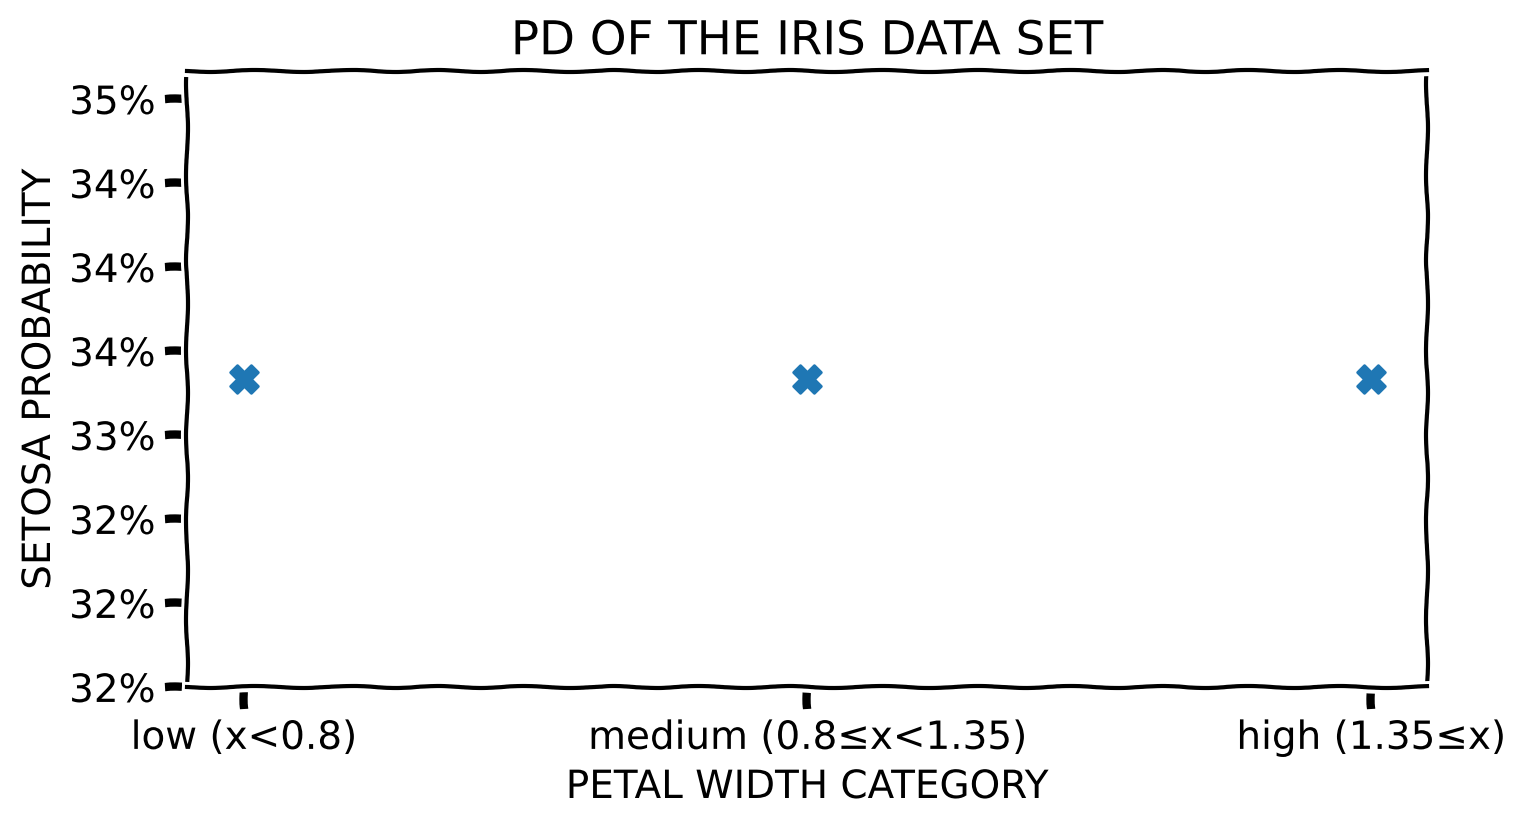 PD OF THE IRIS DATA SET
35%
34%
34%
34%
33%
32%
32%
32%
SETOSA PROBABILITY
low (x<0.8)
medium (0.8≤x<1.35)
high (1.35≤x)
PETAL WIDTH CATEGORY